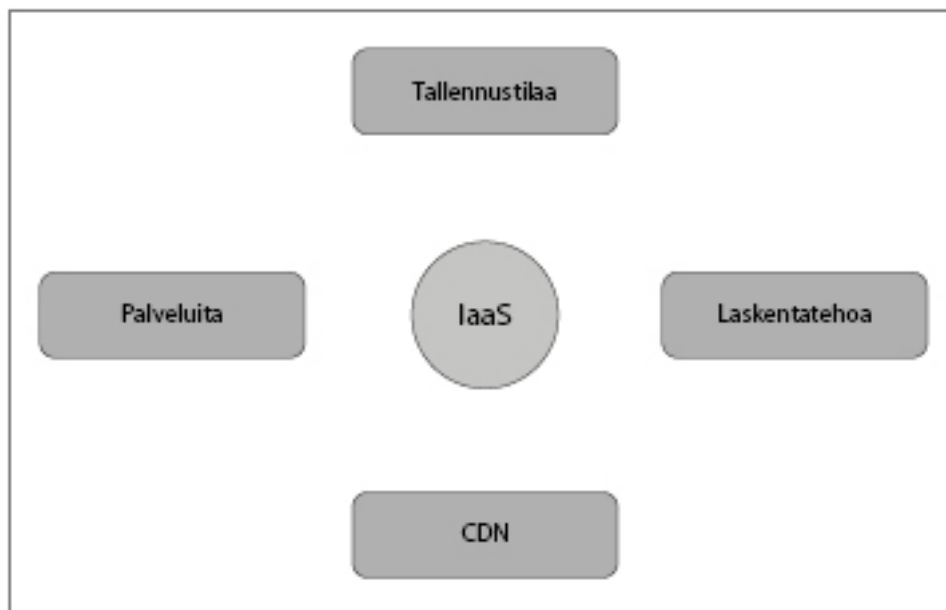 Tallennustilaa
Palveluita
IaaS
Laskentatehoa
CDN